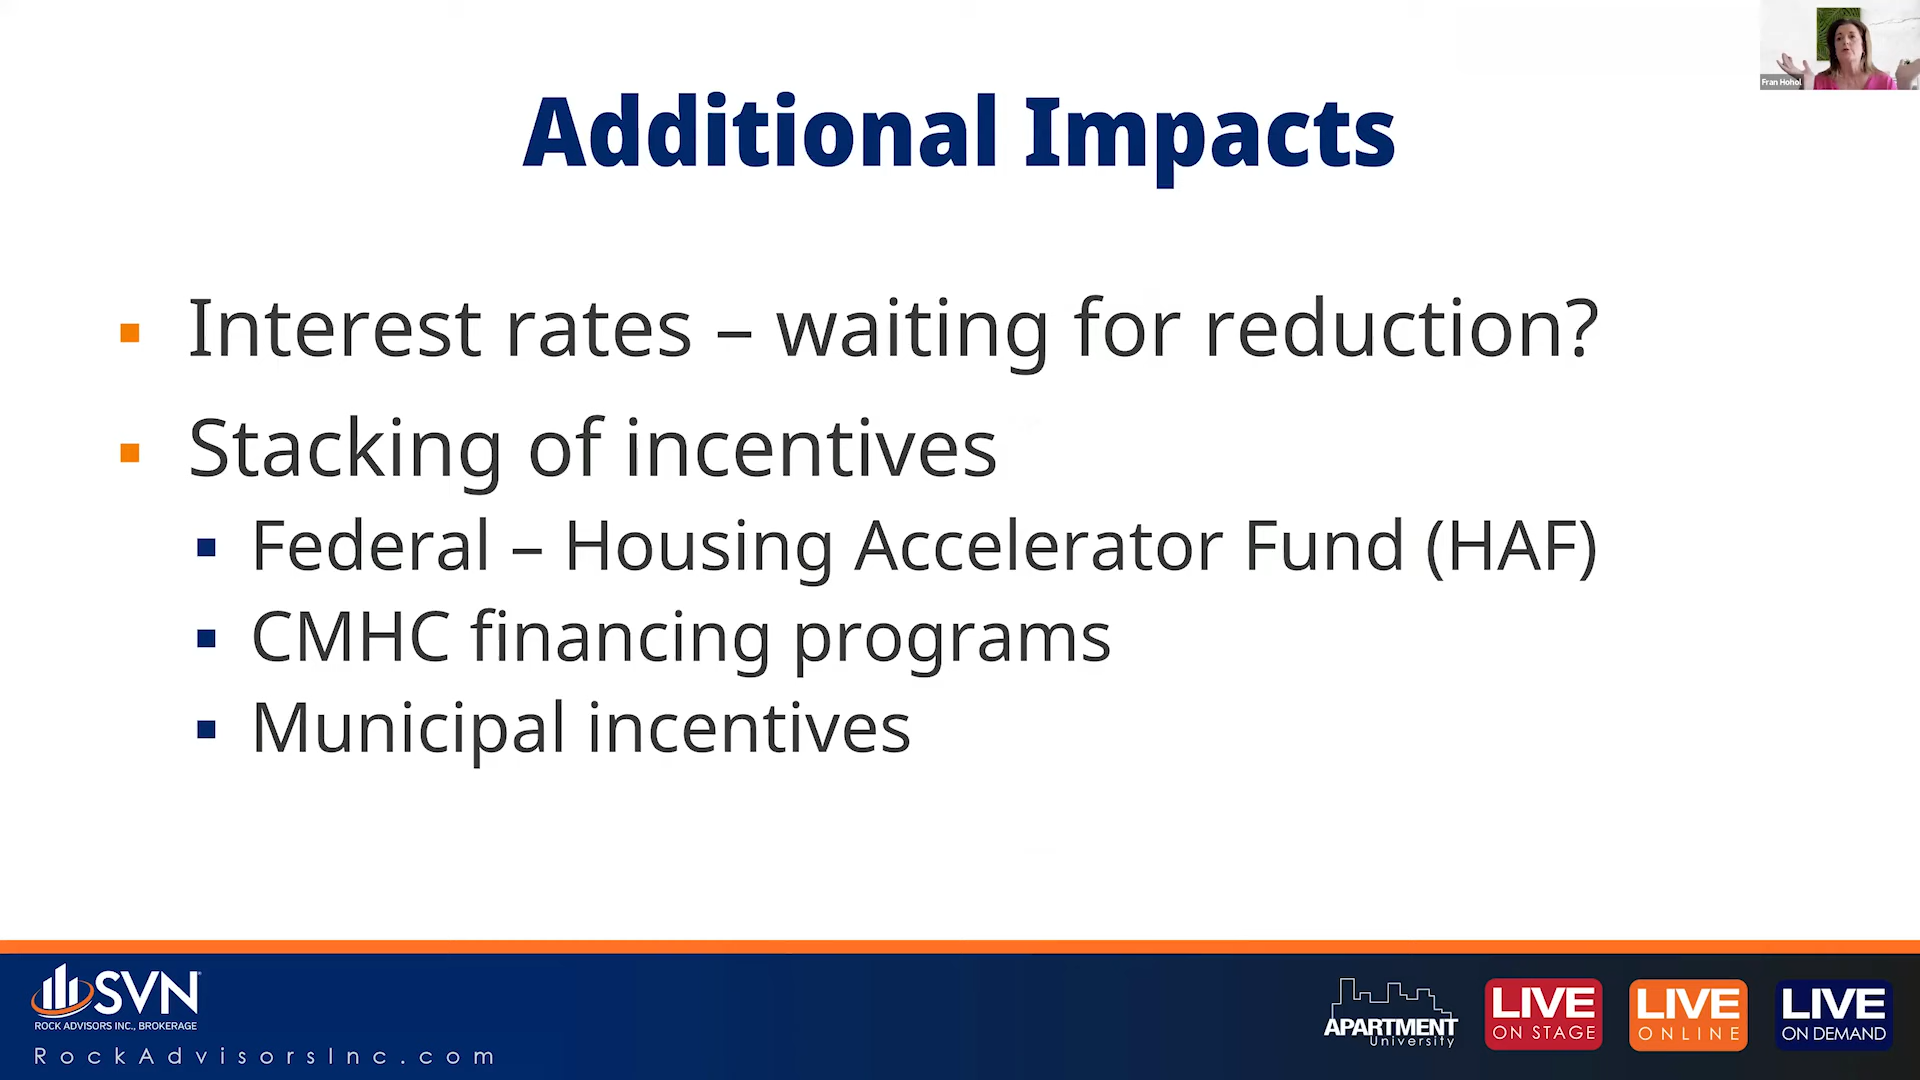 Fran Hohol
Additional Impacts
Interest rates – waiting for reduction?
Stacking of incentives
Federal – Housing Accelerator Fund (HAF)
CMHC financing programs
Municipal incentives
SVN®
ROCK ADVISORS INC., BROKERAGE
RockAdvisorsInc.com
APARTMENT
University
LIVE
ON STAGE
LIVE
ONLINE
LIVE
ON DEMAND